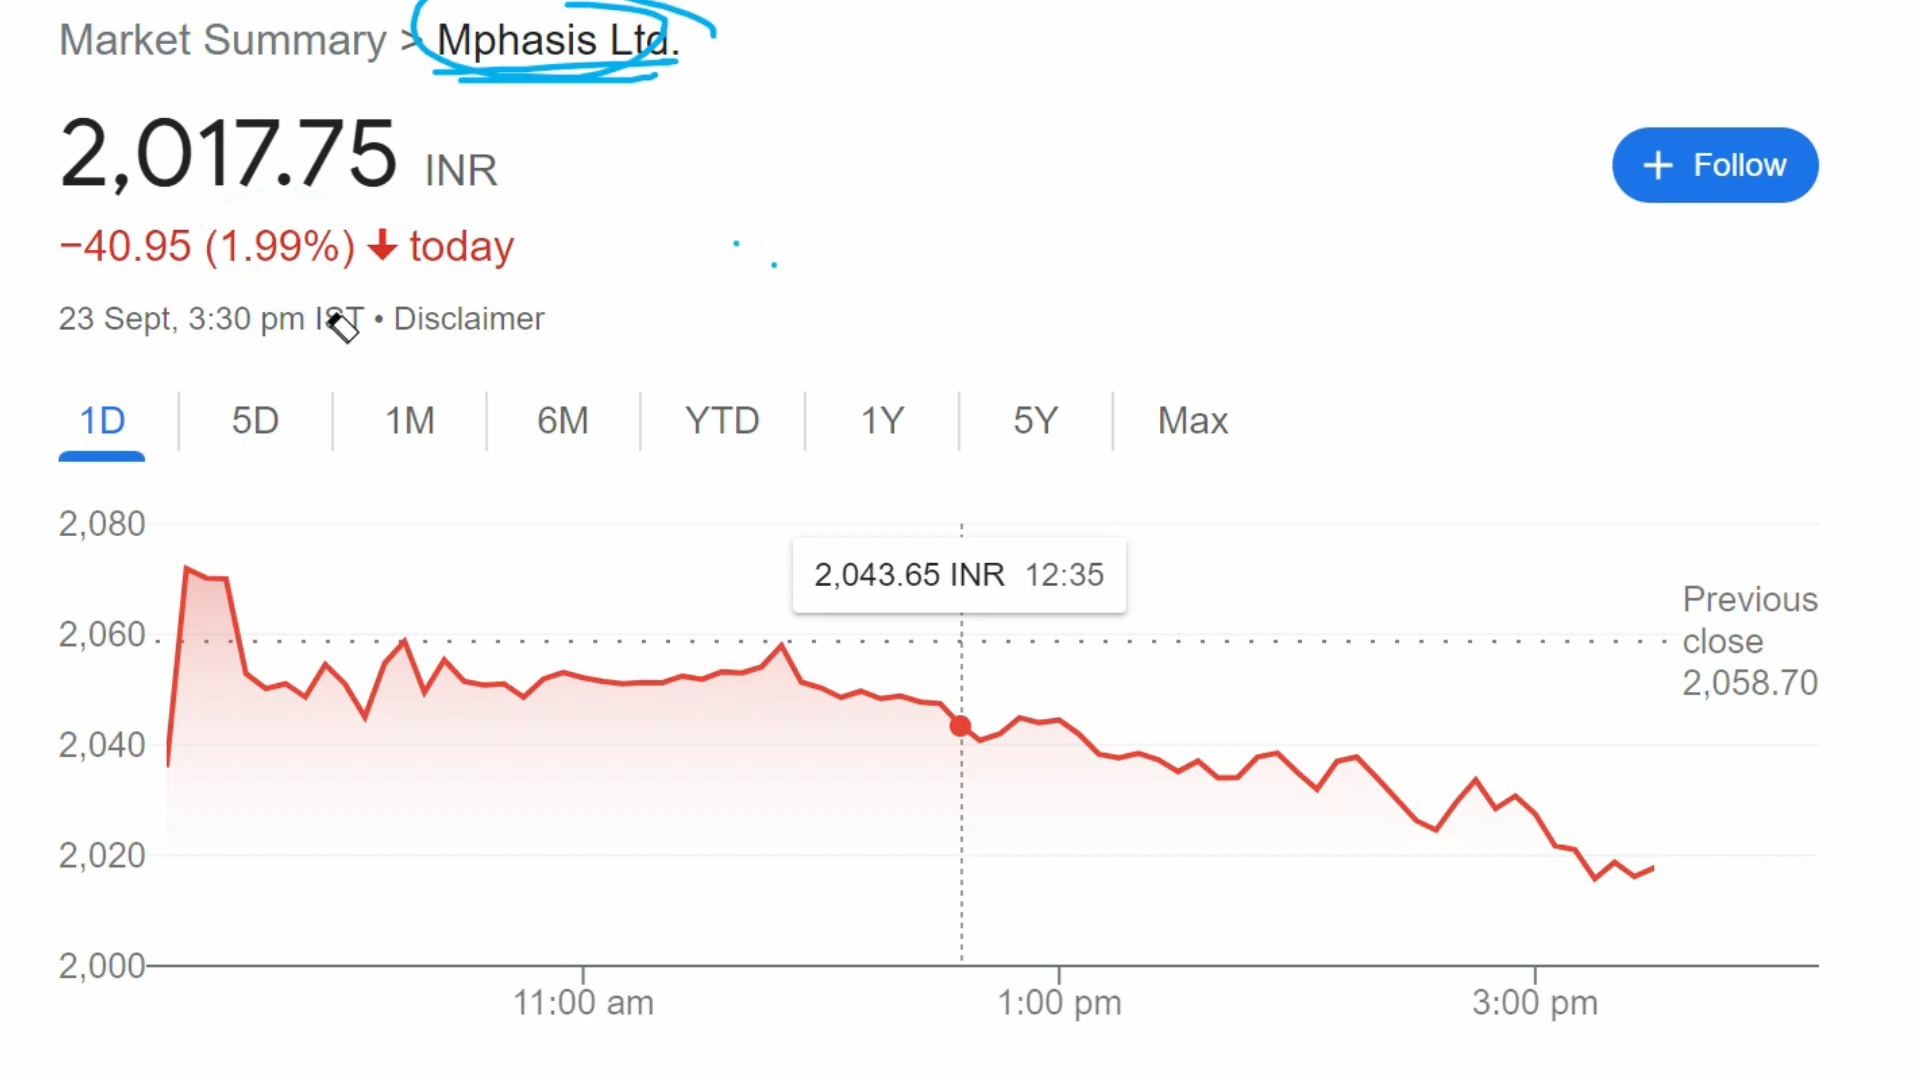 Market Summary > Mphasis Ltd.
2,017.75 INR
+ Follow
−40.95 (1.99%) ↓ today
23 Sept, 3:30 pm IST • Disclaimer
1D 5D 1M 6M YTD 1Y 5Y Max
2,080
2,043.65 INR 12:35
2,060
Previous
close
2,058.70
2,040
2,020
2,000
11:00 am 1:00 pm 3:00 pm